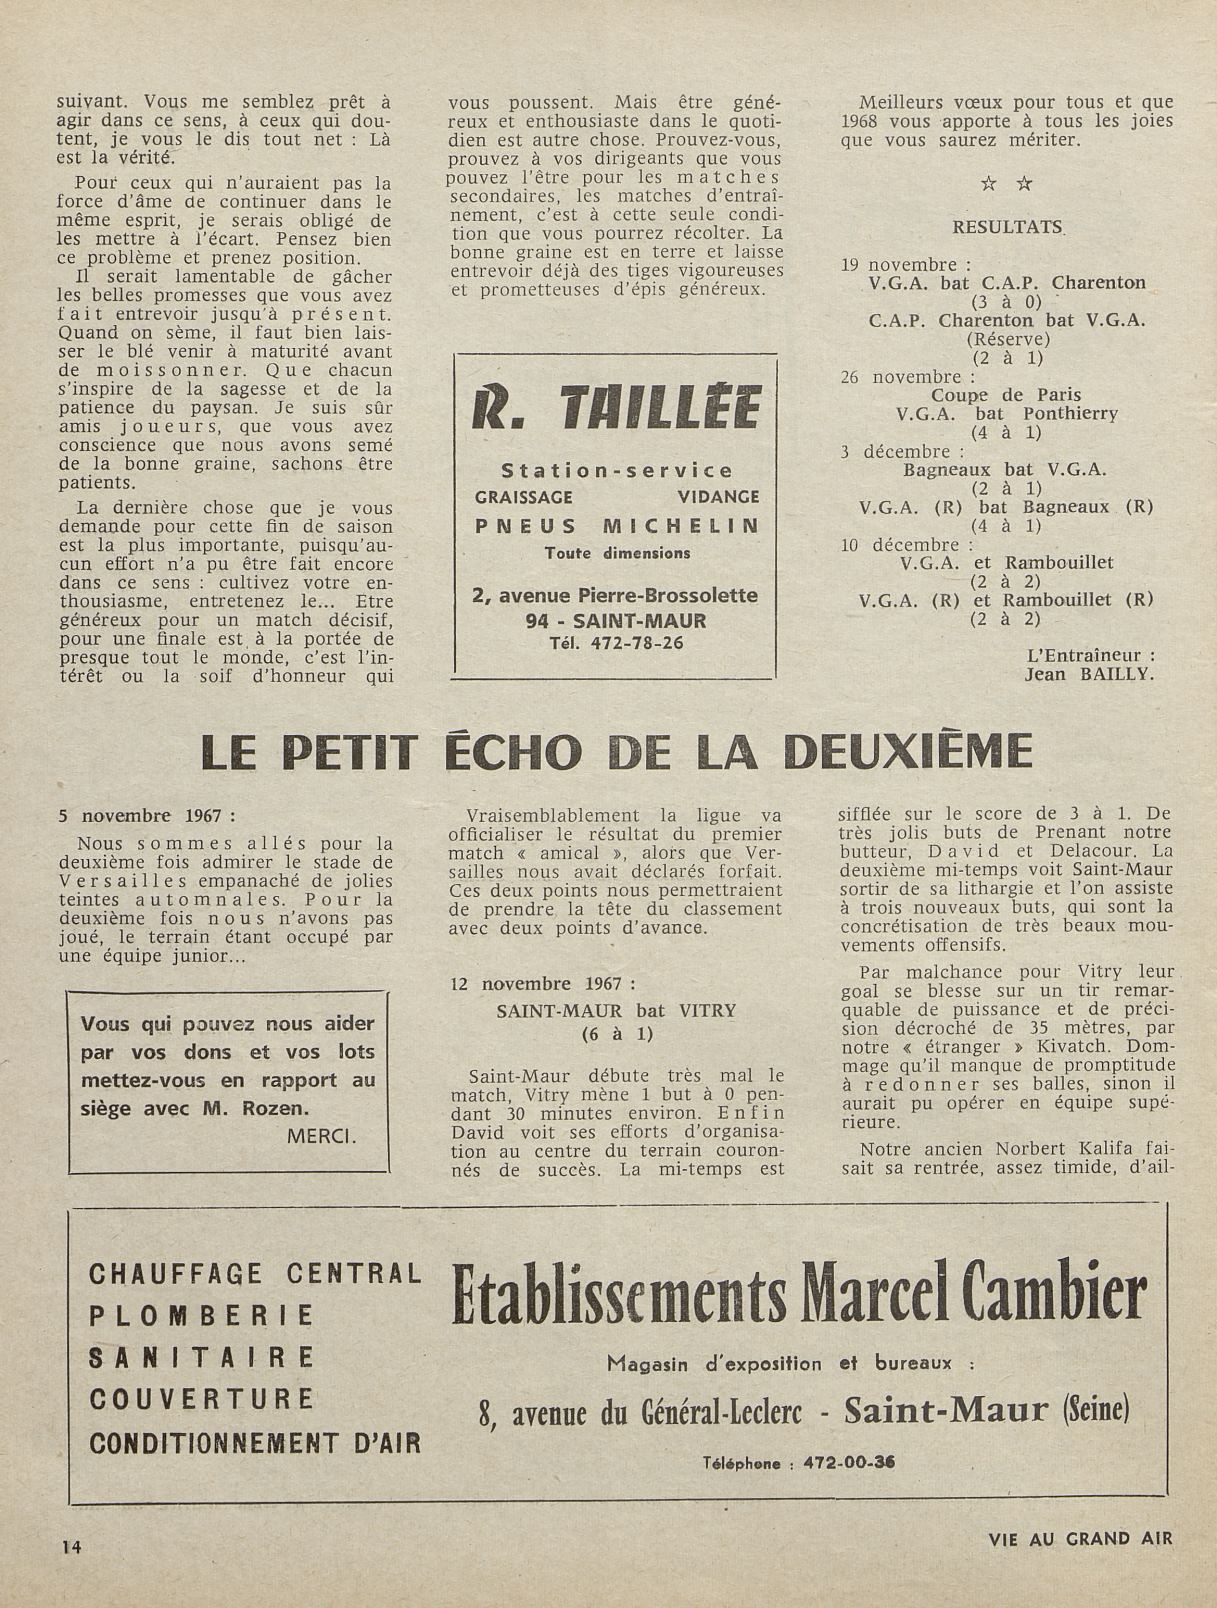 suivant. Vous me semblez prêt à
agir dans ce sens, à ceux qui dou-
tent, je vous le dis tout net : Là
est la vérité.
Pour ceux qui n'auraient pas la
force d'âme de continuer dans le
même esprit, je serais obligé de
les mettre à l'écart. Pensez bien
ce problème et prenez position.
Il serait lamentable de gâcher
les belles promesses que vous avez
fait entrevoir jusqu'à présent.
Quand on sème, il faut bien lais-
ser le blé venir à maturité avant
de moissonner. Que chacun
s'inspire de la sagesse et de la
patience du paysan. Je suis sûr
amis joueurs, que vous avez
conscience que nous avons semé
de la bonne graine, sachons être
patients.
La dernière chose que je vous
demande pour cette fin de saison
est la plus importante, puisqu'au-
cun effort n'a pu être fait encore
dans ce sens : cultivez votre en-
thousiasme, entretenez le... Etre
généreux pour un match décisif,
pour une finale est à la portée de
presque tout le monde, c'est l'in-
térêt ou la soif d'honneur qui
vous poussent. Mais être géné-
reux et enthousiaste dans le quoti-
dien est autre chose. Prouvez-vous,
prouvez à vos dirigeants que vous
pouvez l'être pour les matches
secondaires, les matches d'entraî-
nement, c'est à cette seule condi-
tion que vous pourrez récolter. La
bonne graine est en terre et laisse
entrevoir déjà des tiges vigoureuses
et prometteuses d'épis généreux.
R. TAILLÉE
Station-service
GRAISSAGE VIDANGE
PNEUS MICHELIN
Toute dimensions
2, avenue Pierre-Brossolette
94 - SAINT-MAUR
Tél. 472-78-26
Meilleurs vœux pour tous et que
1968 vous apporte à tous les joies
que vous saurez mériter.
☆ ☆
RESULTATS
19 novembre :
V.G.A. bat C.A.P. Charenton
(3 à 0)
C.A.P. Charenton bat V.G.A.
(Réserve)
(2 à 1)
26 novembre :
Coupe de Paris
V.G.A. bat Ponthierry
(4 à 1)
3 décembre :
Bagneaux bat V.G.A.
(2 à 1)
V.G.A. (R) bat Bagneaux (R)
(4 à 1)
10 décembre :
V.G.A. et Rambouillet
(2 à 2)
V.G.A. (R) et Rambouillet (R)
(2 à 2)
L'Entraîneur :
Jean BAILLY.
LE PETIT ÉCHO DE LA DEUXIÈME
5 novembre 1967 :
Nous sommes allés pour la
deuxième fois admirer le stade de
Versailles empanaché de jolies
teintes automnales. Pour la
deuxième fois nous n'avons pas
joué, le terrain étant occupé par
une équipe junior...
Vous qui pouvez nous aider
par vos dons et vos lots
mettez-vous en rapport au
siège avec M. Rozen.
MERCI.
Vraisemblablement la ligue va
officialiser le résultat du premier
match « amical », alors que Ver-
sailles nous avait déclarés forfait.
Ces deux points nous permettraient
de prendre la tête du classement
avec deux points d'avance.
12 novembre 1967 :
SAINT-MAUR bat VITRY
(6 à 1)
Saint-Maur débute très mal le
match, Vitry mène 1 but à 0 pen-
dant 30 minutes environ. Enfin
David voit ses efforts d'organisa-
tion au centre du terrain couron-
nés de succès. La mi-temps est
sifflée sur le score de 3 à 1. De
très jolis buts de Prenant notre
butteur, David et Delacour. La
deuxième mi-temps voit Saint-Maur
sortir de sa lithargie et l'on assiste
à trois nouveaux buts, qui sont la
concrétisation de très beaux mou-
vements offensifs.
Par malchance pour Vitry leur
goal se blesse sur un tir remar-
quable de puissance et de préci-
sion décroché de 35 mètres, par
notre « étranger » Kivatch. Dom-
mage qu'il manque de promptitude
à redonner ses balles, sinon il
aurait pu opérer en équipe supé-
rieure.
Notre ancien Norbert Kalifa fai-
sait sa rentrée, assez timide, d'ail-
CHAUFFAGE CENTRAL
PLOMBERIE
SANITAIRE
COUVERTURE
CONDITIONNEMENT D'AIR
Etablissements Marcel Cambier
Magasin d'exposition et bureaux :
8, avenue du Général-Leclerc - Saint-Maur (Seine)
Téléphone : 472-00-36
14
VIE AU GRAND AIR